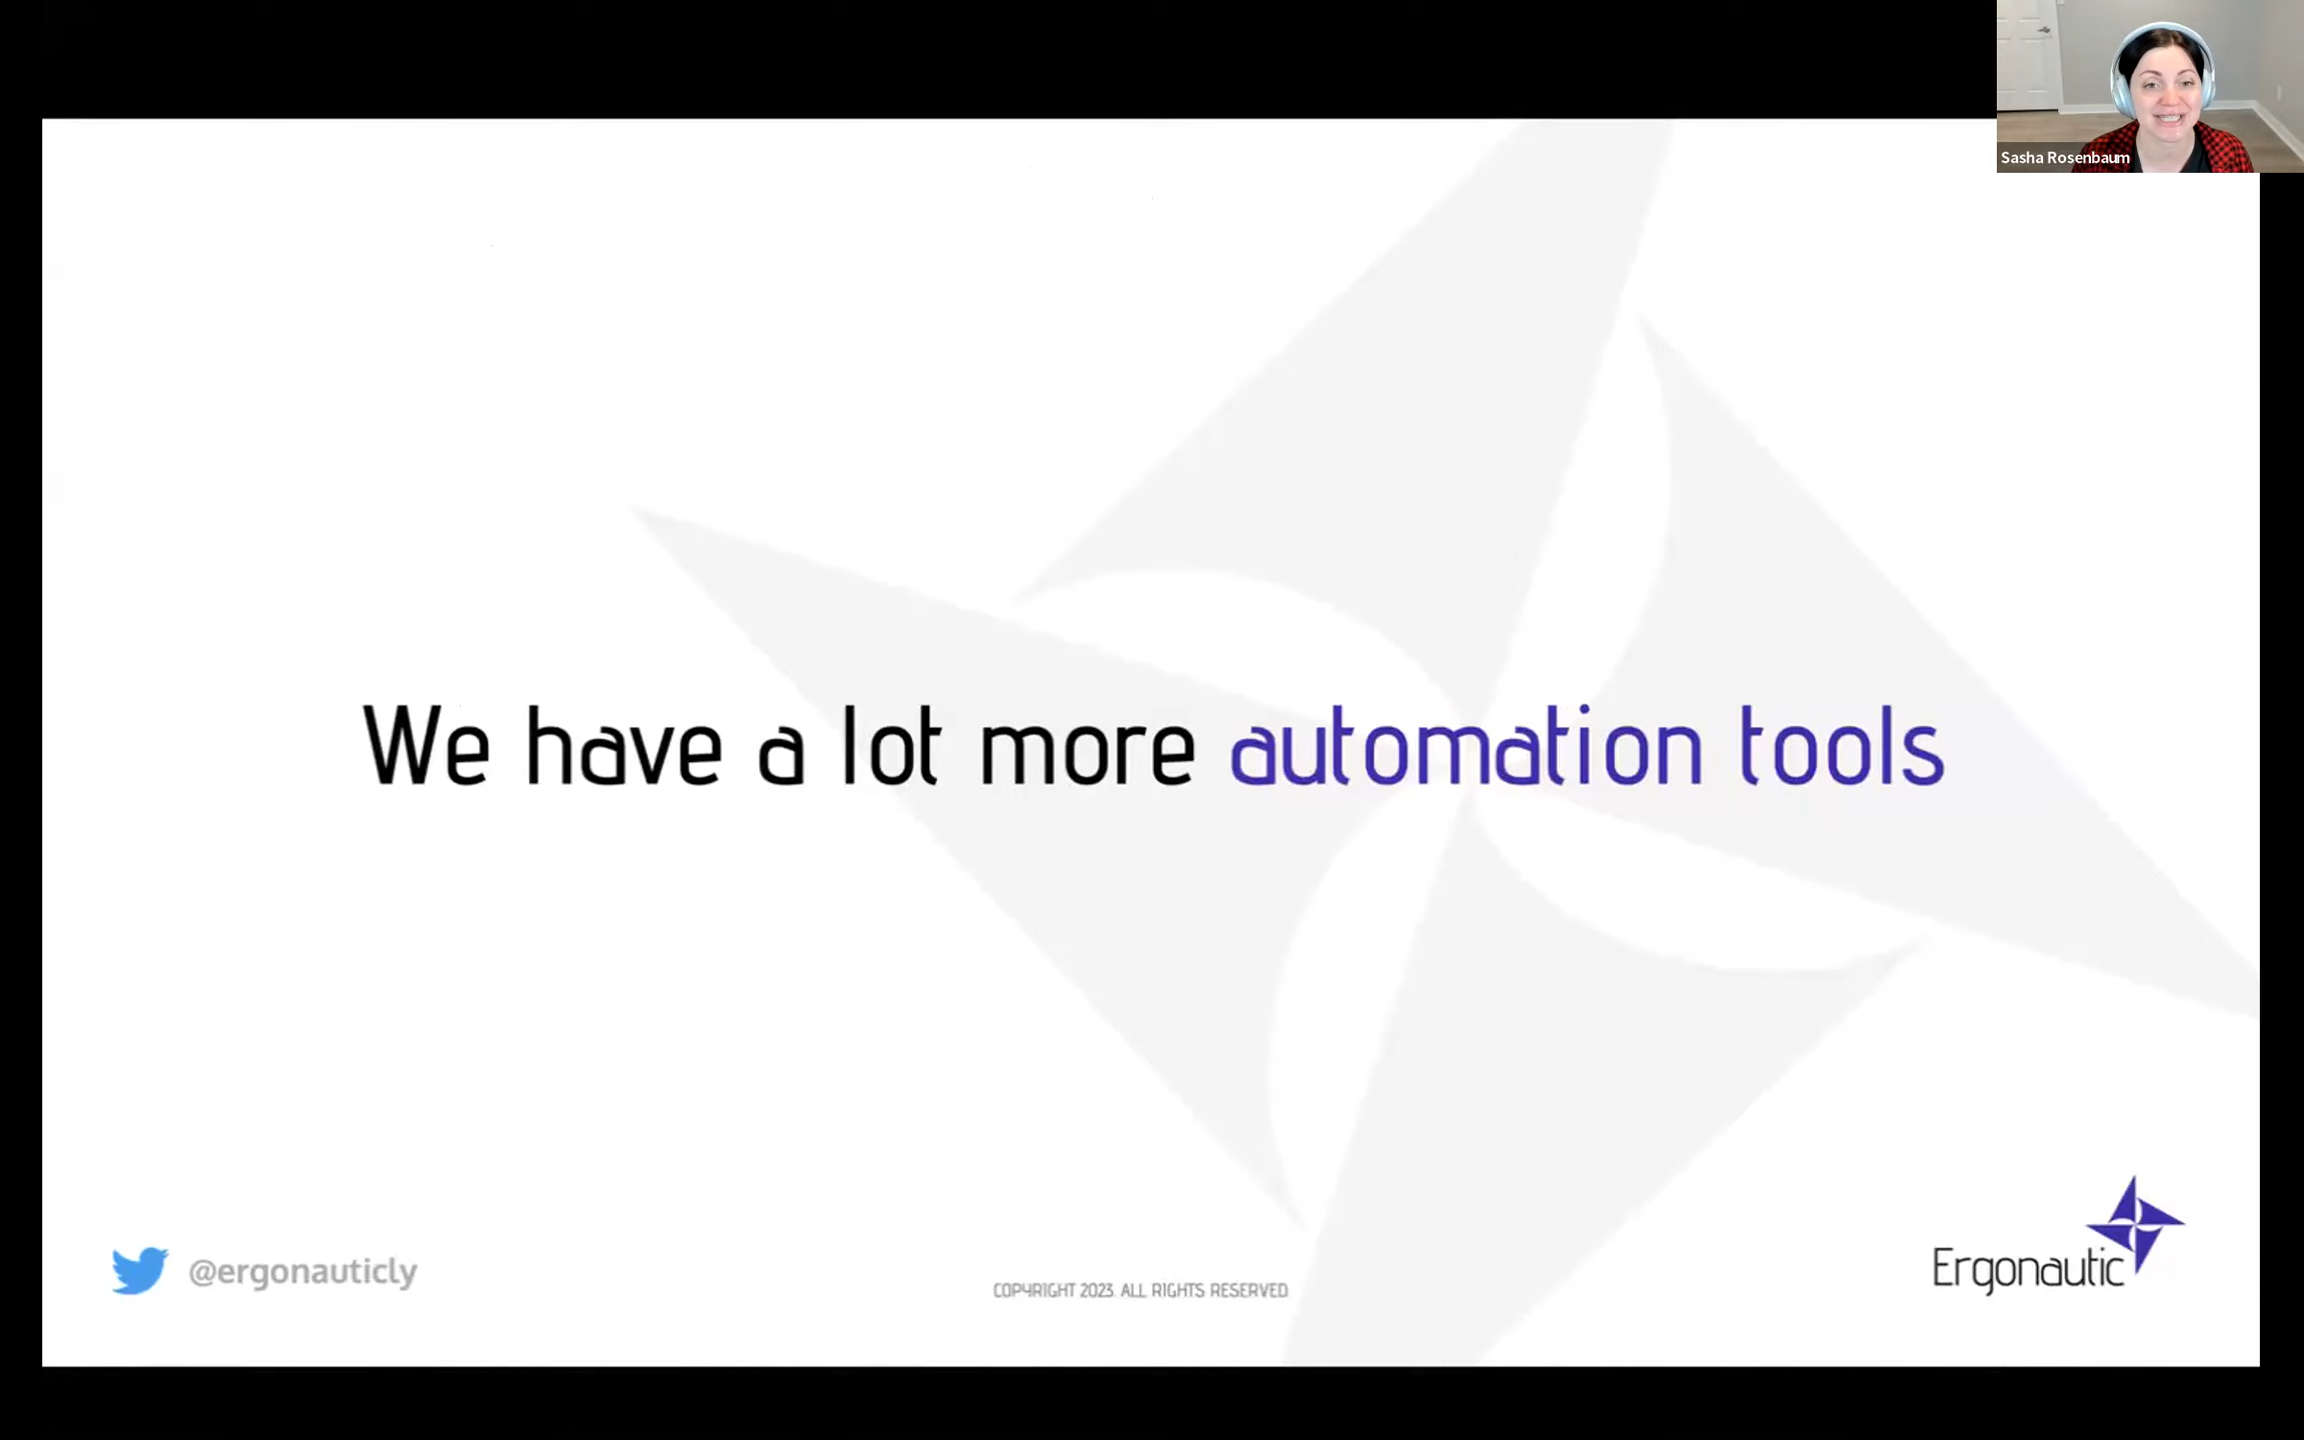 Sasha Rosenbaum
We have a lot more automation tools
@ergonauticly
COPYRIGHT 2023. ALL RIGHTS RESERVED
Ergonautic